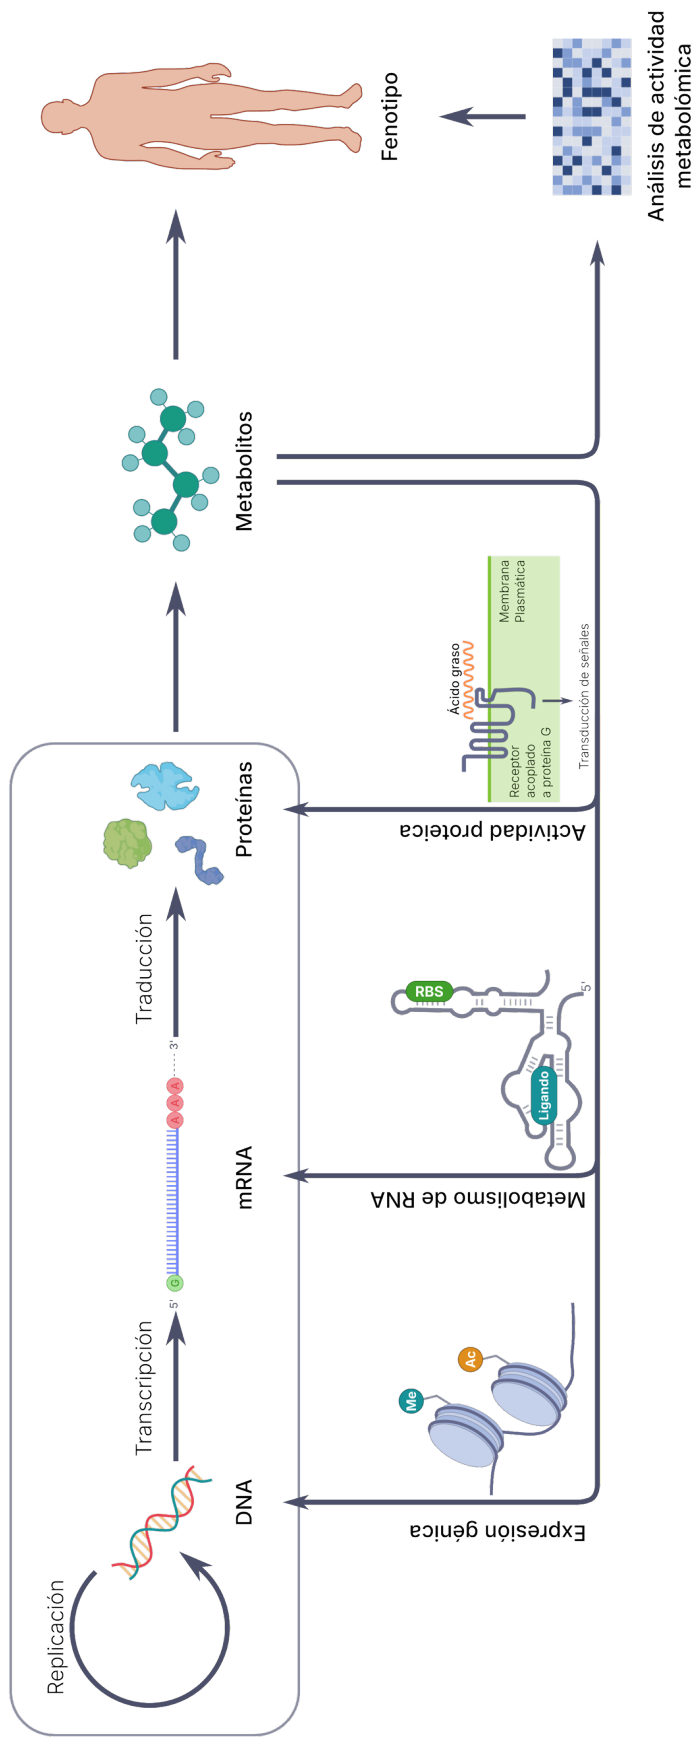 Replicación
DNA
Transcripción
5'
G
A
A
A
3'
mRNA
Traducción
Proteínas
Metabolitos
Fenotipo
Expresión génica
Me
Ac
Metabolismo de RNA
Ligando
RBS
5'
Actividad proteica
Receptor
acoplado
a proteína G
Ácido graso
Membrana
Plasmática
Transducción de señales
Análisis de actividad
metabolómica